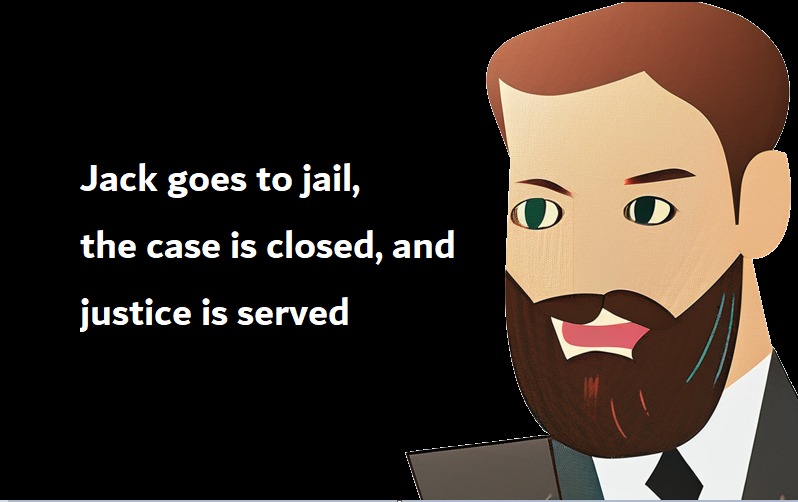 Jack goes to jail,
the case is closed, and
justice is served